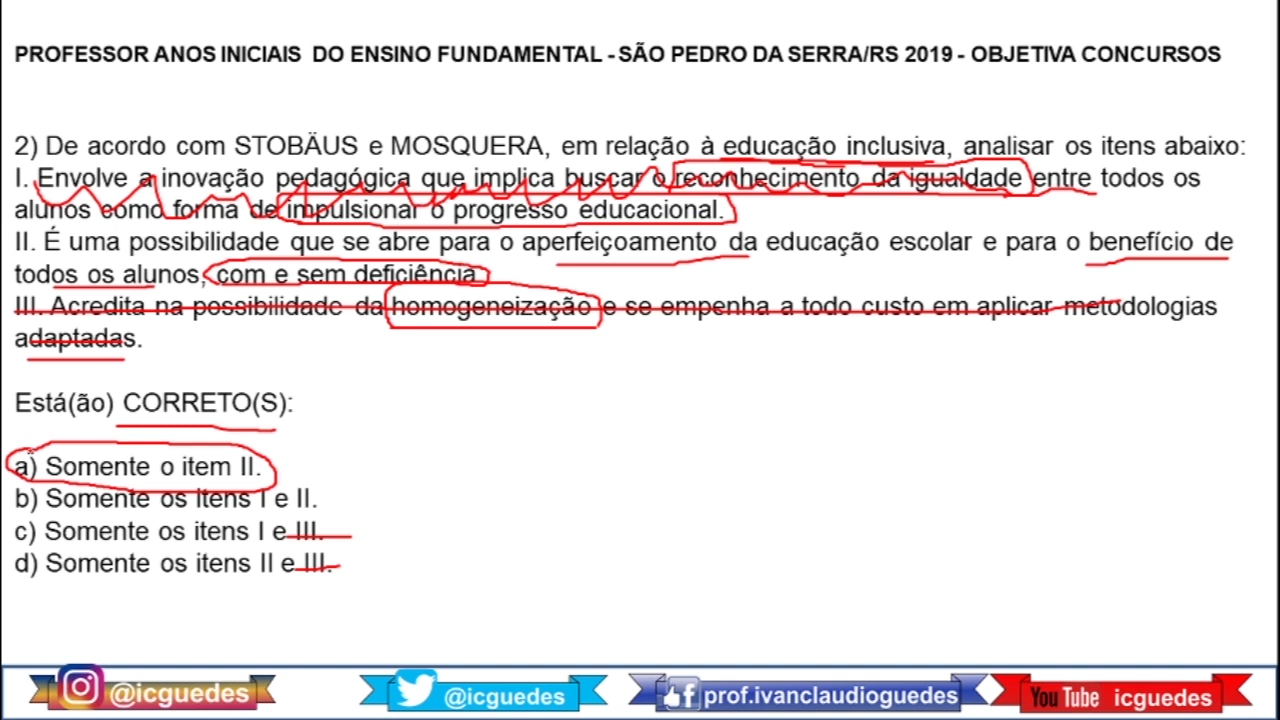 PROFESSOR ANOS INICIAIS DO ENSINO FUNDAMENTAL - SÃO PEDRO DA SERRA/RS 2019 - OBJETIVA CONCURSOS
2) De acordo com STOBÄUS e MOSQUERA, em relação à educação inclusiva, analisar os itens abaixo:
I. Envolve a inovação pedagógica que implica buscar o reconhecimento da igualdade entre todos os
alunos como forma de impulsionar o progresso educacional.
II. É uma possibilidade que se abre para o aperfeiçoamento da educação escolar e para o benefício de
todos os alunos, com e sem deficiência.
III. Acredita na possibilidade da homogeneização e se empenha a todo custo em aplicar metodologias
adaptadas.
Está(ão) CORRETO(S):
a) Somente o item II.
b) Somente os itens I e II.
c) Somente os itens I e III.
d) Somente os itens II e III.
@icguedes @icguedes prof.ivanclaudioguedes You Tube icguedes